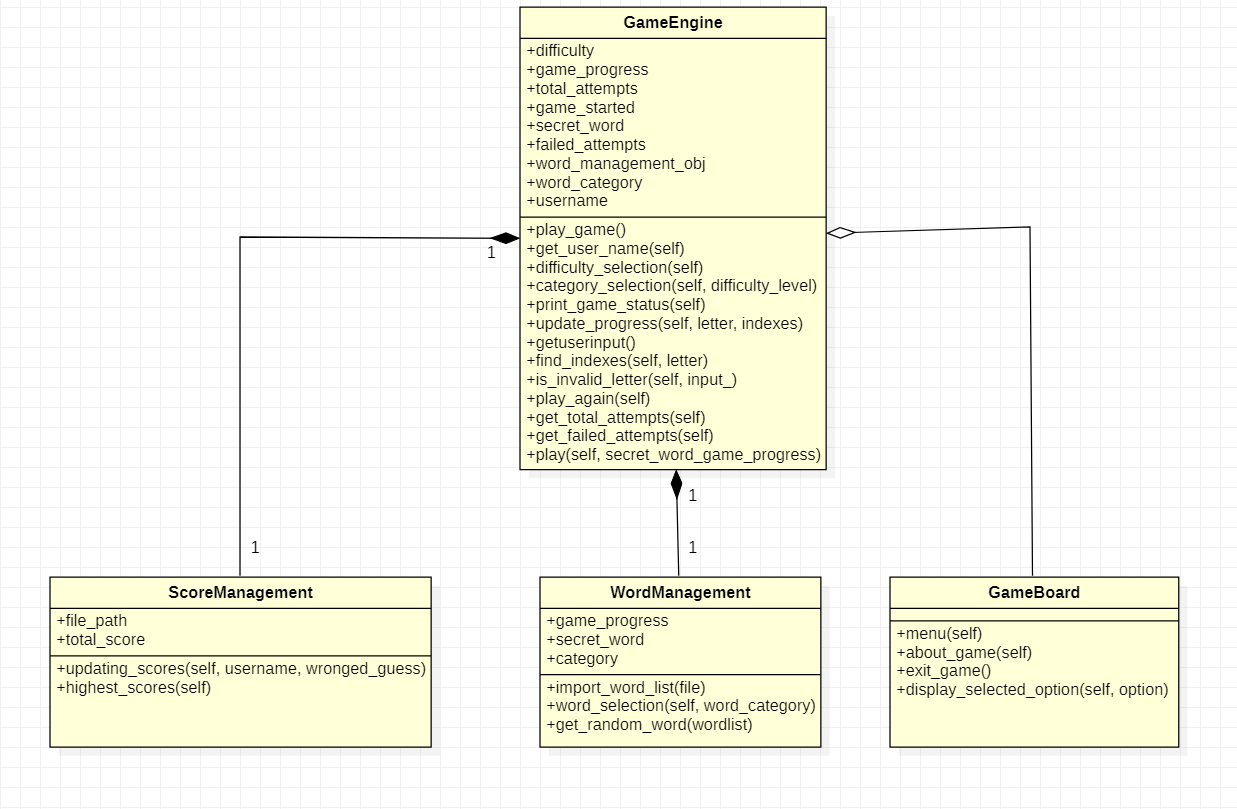 GameEngine
+difficulty
+game_progress
+total_attempts
+game_started
+secret_word
+failed_attempts
+word_management_obj
+word_category
+username
+play_game()
+get_user_name(self)
+difficulty_selection(self)
+category_selection(self, difficulty_level)
+print_game_status(self)
+update_progress(self, letter, indexes)
+getuserinput()
+find_indexes(self, letter)
+is_invalid_letter(self, input_)
+play_again(self)
+get_total_attempts(self)
+get_failed_attempts(self)
+play(self, secret_word_game_progress)
1
1
1
1
ScoreManagement
+file_path
+total_score
+updating_scores(self, username, wronged_guess)
+highest_scores(self)
WordManagement
+game_progress
+secret_word
+category
+import_word_list(file)
+word_selection(self, word_category)
+get_random_word(wordlist)
GameBoard
+menu(self)
+about_game(self)
+exit_game()
+display_selected_option(self, option)